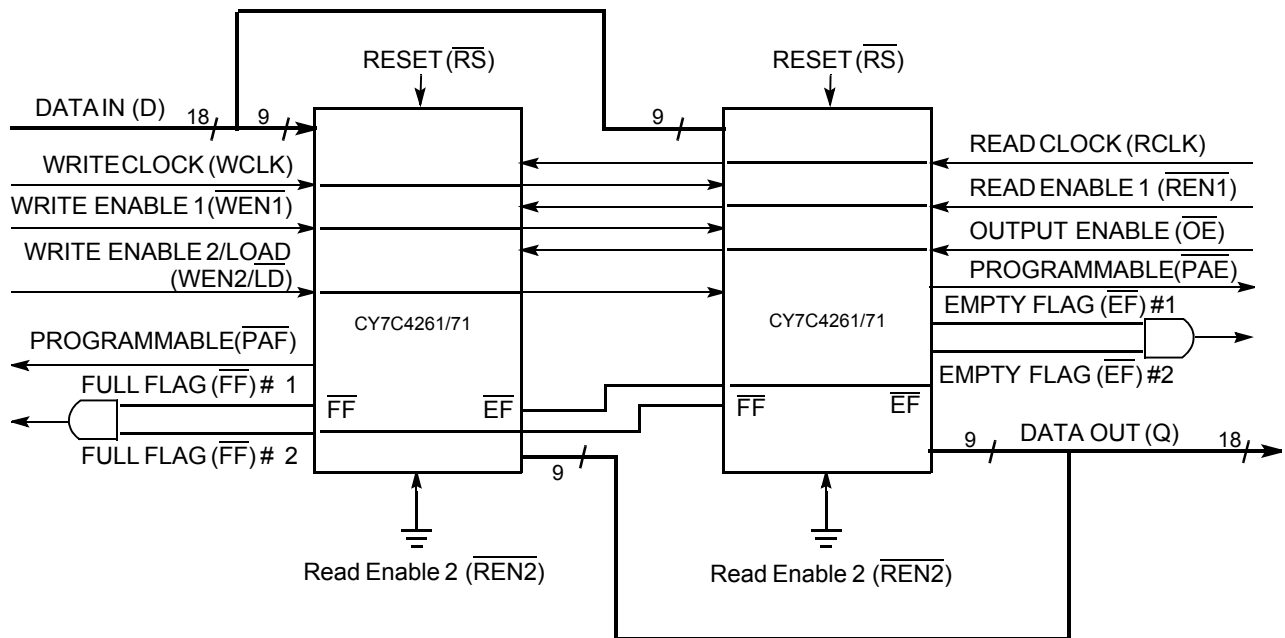 RESET (RS)
RESET (RS)
DATA IN (D)
18
9
9
WRITE CLOCK (WCLK)
READ CLOCK (RCLK)
WRITE ENABLE 1 (WEN1)
READ ENABLE 1 (REN1)
WRITE ENABLE 2/LOAD
(WEN2/LD)
OUTPUT ENABLE (OE)
PROGRAMMABLE (PAE)
CY7C4261/71
CY7C4261/71
EMPTY FLAG (EF) #1
PROGRAMMABLE (PAF)
EMPTY FLAG (EF) #2
FULL FLAG (FF) # 1
FF
EF
FF
EF
FULL FLAG (FF) # 2
9
9
DATA OUT (Q)
18
Read Enable 2 (REN2)
Read Enable 2 (REN2)